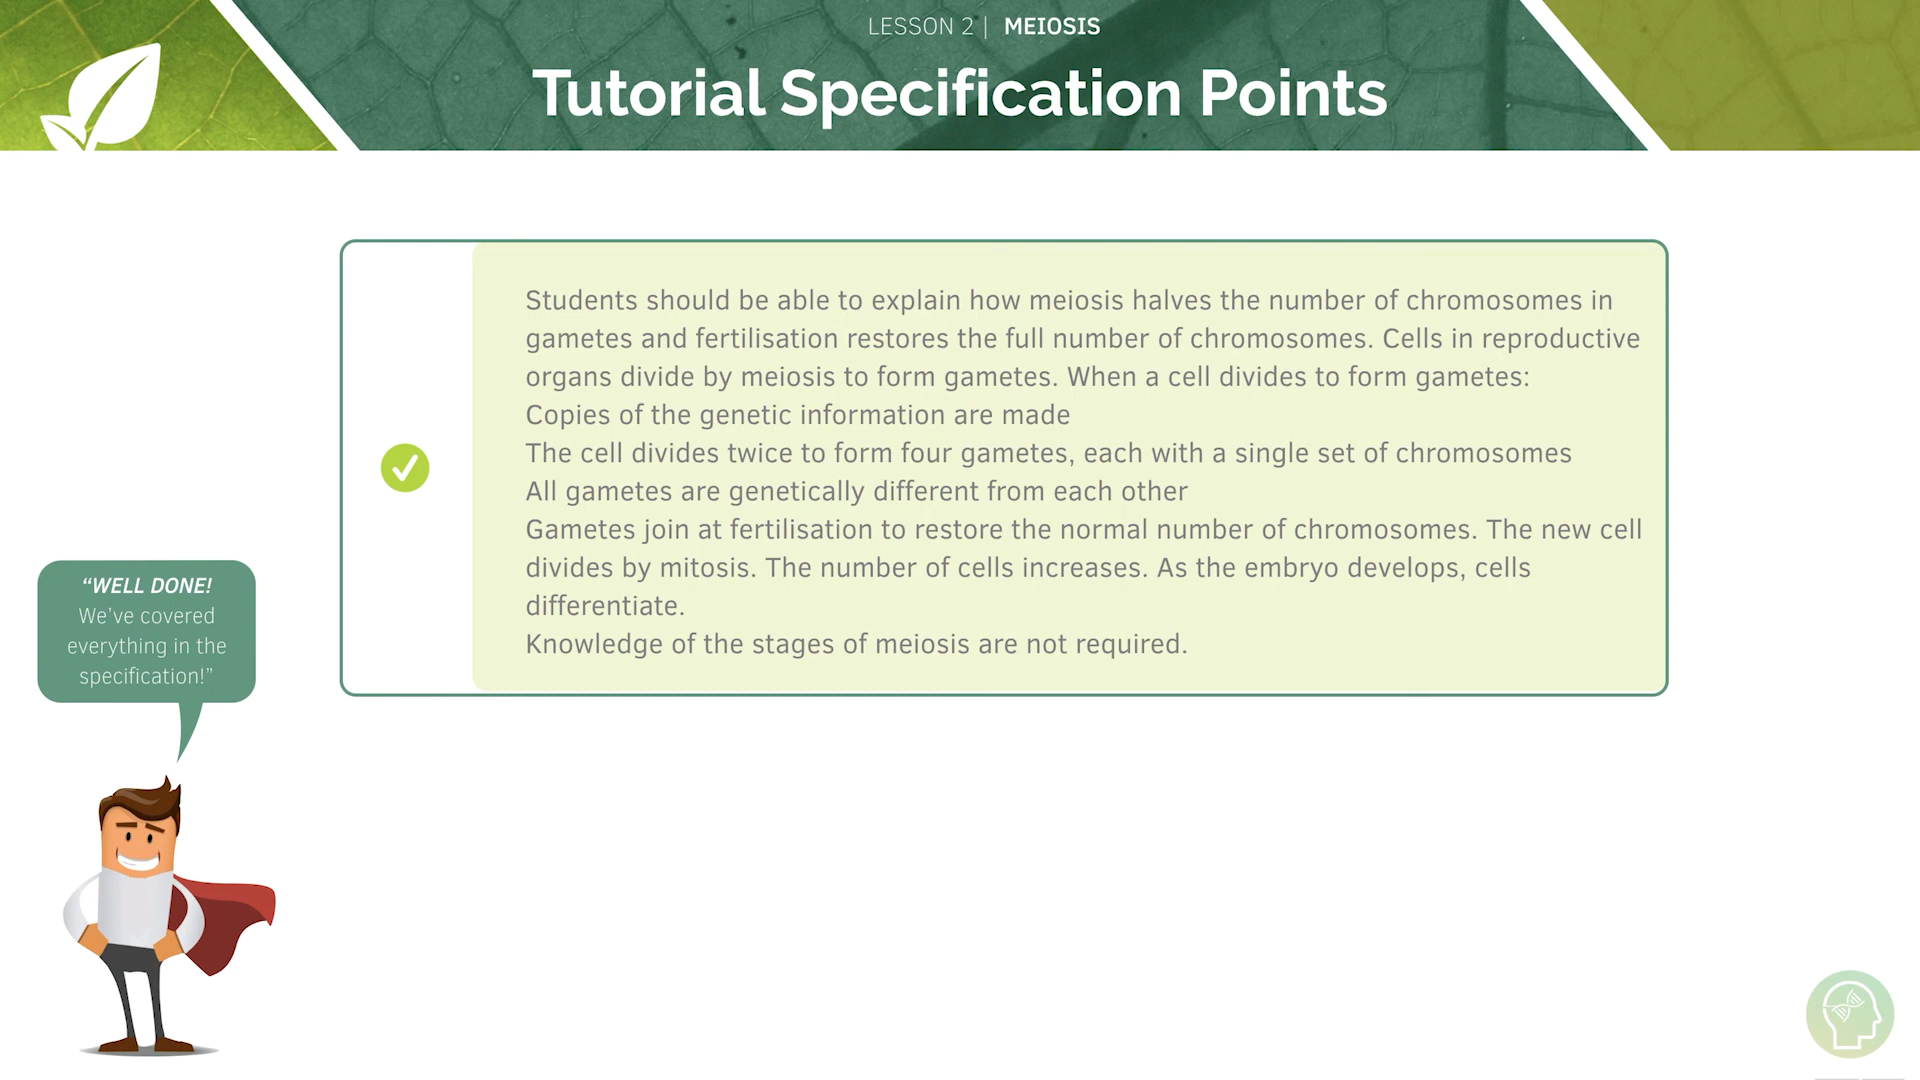 LESSON 2 | MEIOSIS
Tutorial Specification Points
Students should be able to explain how meiosis halves the number of chromosomes in
gametes and fertilisation restores the full number of chromosomes. Cells in reproductive
organs divide by meiosis to form gametes. When a cell divides to form gametes:
Copies of the genetic information are made
The cell divides twice to form four gametes, each with a single set of chromosomes
All gametes are genetically different from each other
Gametes join at fertilisation to restore the normal number of chromosomes. The new cell
divides by mitosis. The number of cells increases. As the embryo develops, cells
differentiate.
Knowledge of the stages of meiosis are not required.
“WELL DONE!
We’ve covered
everything in the
specification!”